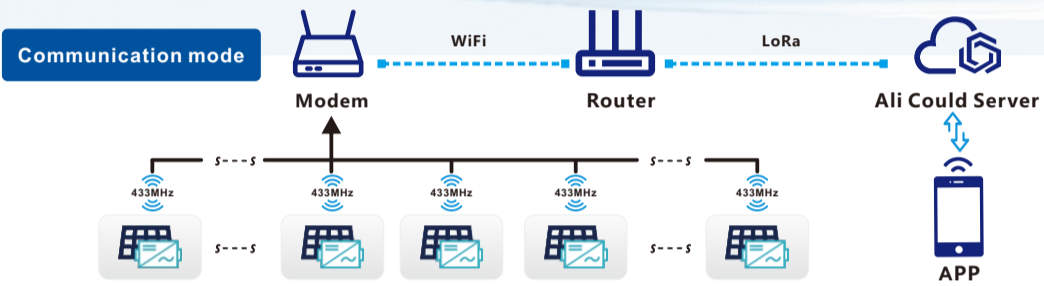 Communication mode
WiFi
LoRa
Modem
Router
Ali Could Server
S---S
S---S
433MHz
433MHz
433MHz
433MHz
433MHz
S---S
S---S
APP